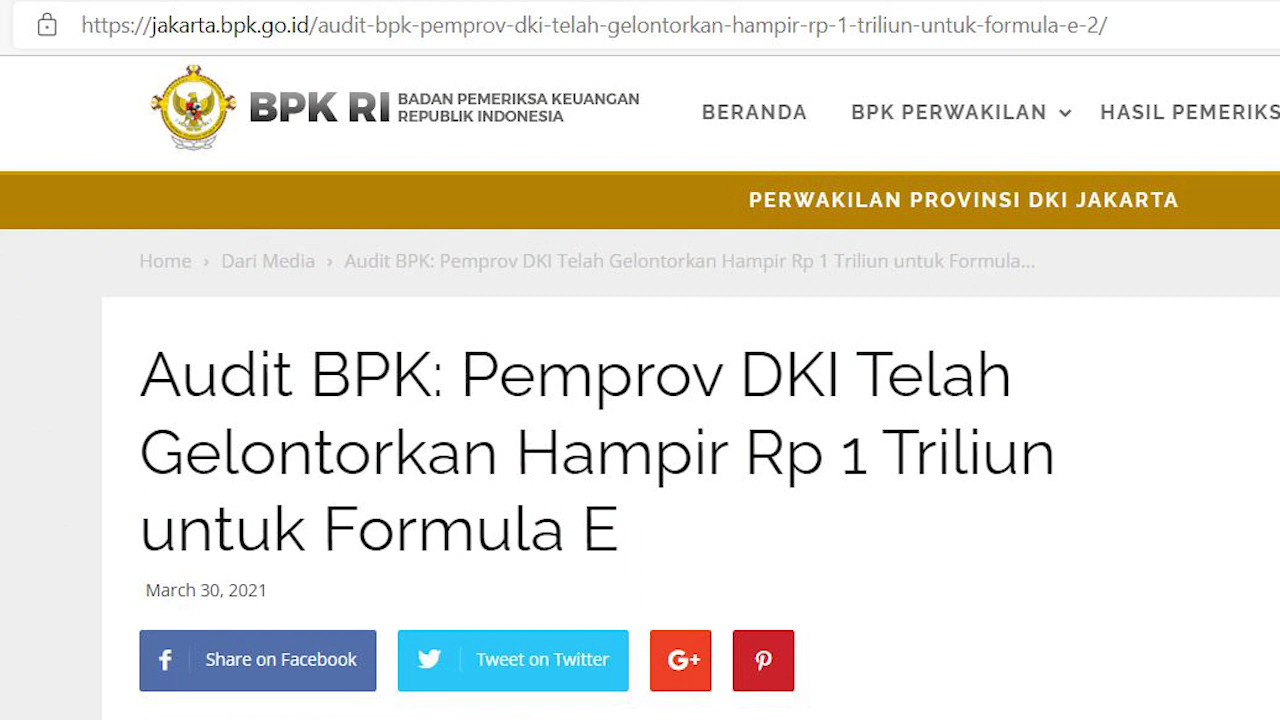 https://jakarta.bpk.go.id/audit-bpk-pemprov-dki-telah-gelontorkan-hampir-rp-1-triliun-untuk-formula-e-2/
BPK RI BADAN PEMERIKSA KEUANGAN
REPUBLIK INDONESIA
BERANDA BPK PERWAKILAN HASIL PEMERIKS
PERWAKILAN PROVINSI DKI JAKARTA
Home › Dari Media › Audit BPK: Pemprov DKI Telah Gelontorkan Hampir Rp 1 Triliun untuk Formula...
Audit BPK: Pemprov DKI Telah
Gelontorkan Hampir Rp 1 Triliun
untuk Formula E
March 30, 2021
f Share on Facebook Tweet on Twitter G+